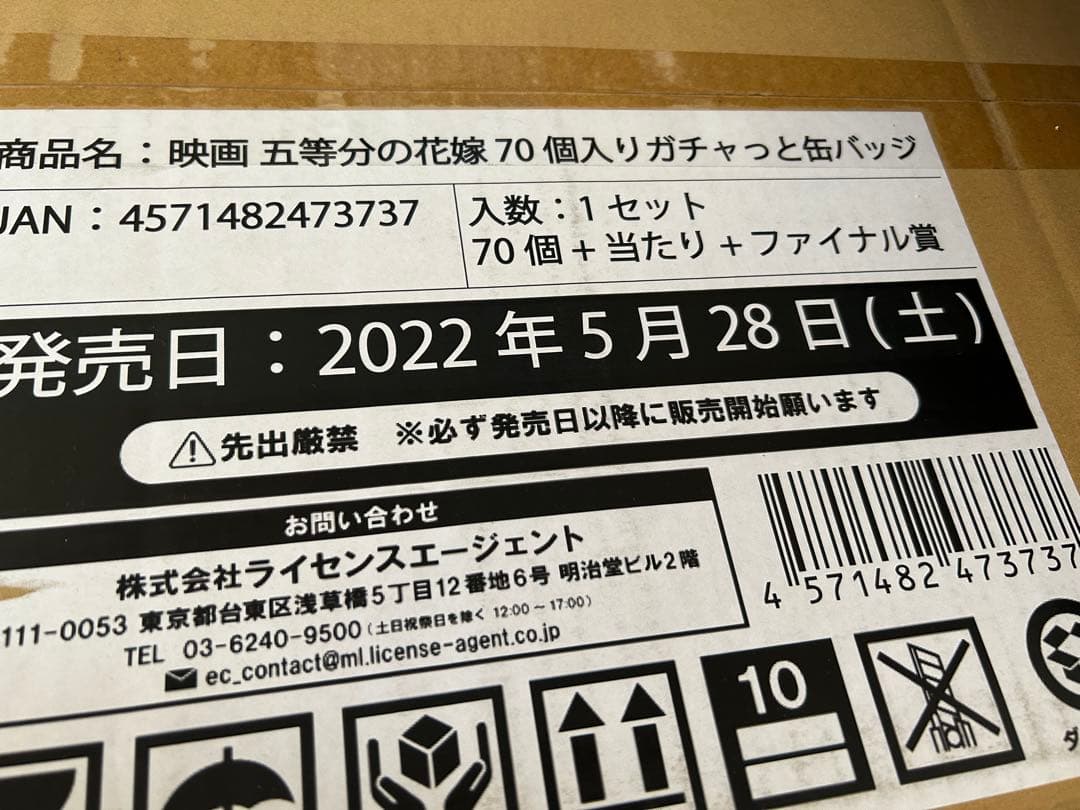 商品名：映画 五等分の花嫁 70 個入りガチャっと缶バッジ
JAN：4571482473737
入数：1 セット
70 個 + 当たり + ファイナル賞
発売日：2022 年 5 月 28 日 (土)
先出厳禁 ※必ず発売日以降に販売開始願います
お問い合わせ
株式会社ライセンスエージェント
111-0053 東京都台東区浅草橋5丁目12番地6号 明治堂ビル2階
TEL 03-6240-9500 (土日祝祭日を除く 12:00～17:00)
ec_contact@ml.license-agent.co.jp
4 571482 473737
10
ダ